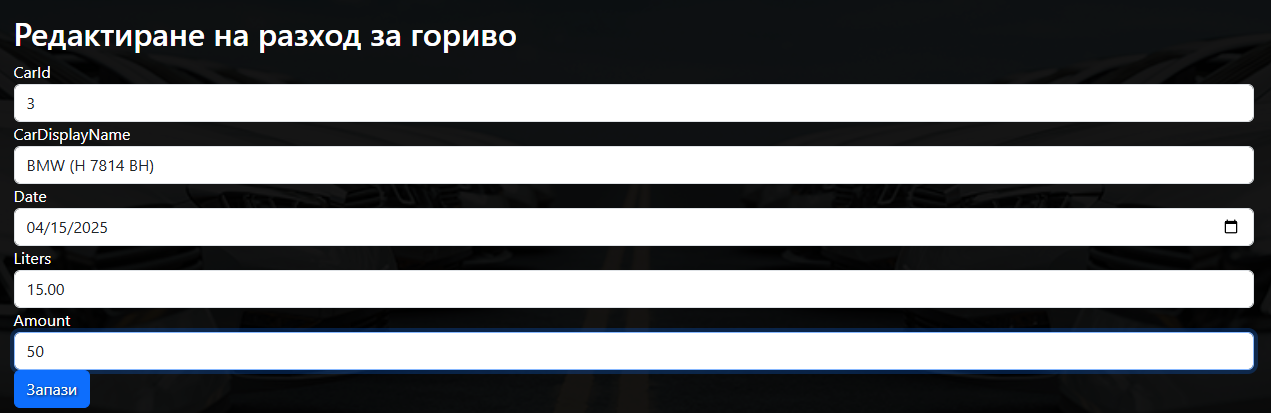 Редактиране на разход за гориво
CarId
3
CarDisplayName
BMW (H 7814 BH)
Date
04/15/2025
Liters
15.00
Amount
50
Запази